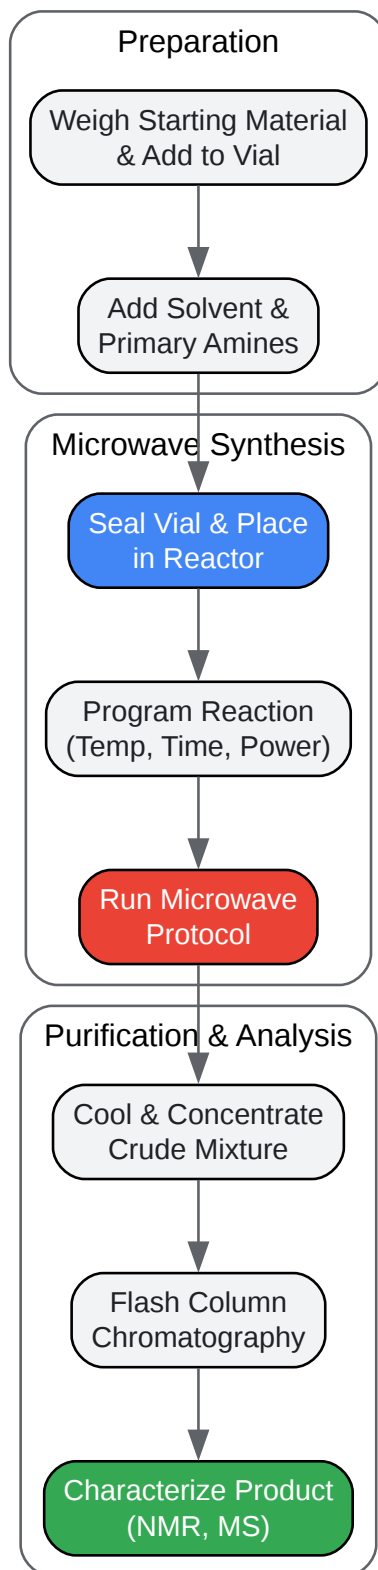 Preparation
Weigh Starting Material
& Add to Vial
Add Solvent &
Primary Amines
Microwave Synthesis
Seal Vial & Place
in Reactor
Program Reaction
(Temp, Time, Power)
Run Microwave
Protocol
Purification & Analysis
Cool & Concentrate
Crude Mixture
Flash Column
Chromatography
Characterize Product
(NMR, MS)